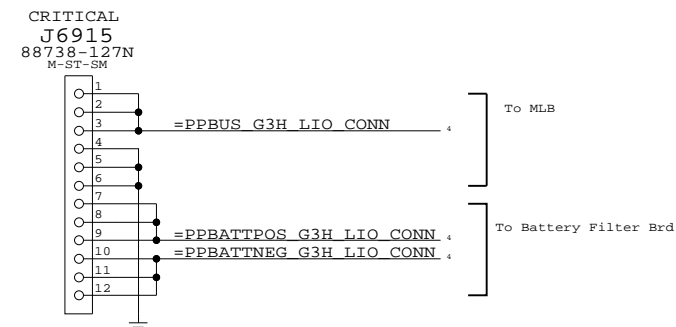 CRITICAL
J6915
88738-127N
M-ST-SM
1
2
3
=PPBUS_G3H_LIO_CONN 4
To MLB
4
5
6
7
8
9
=PPBATTPOS_G3H_LIO_CONN 4
To Battery Filter Brd
10
=PPBATTNEG_G3H_LIO_CONN 4
11
12